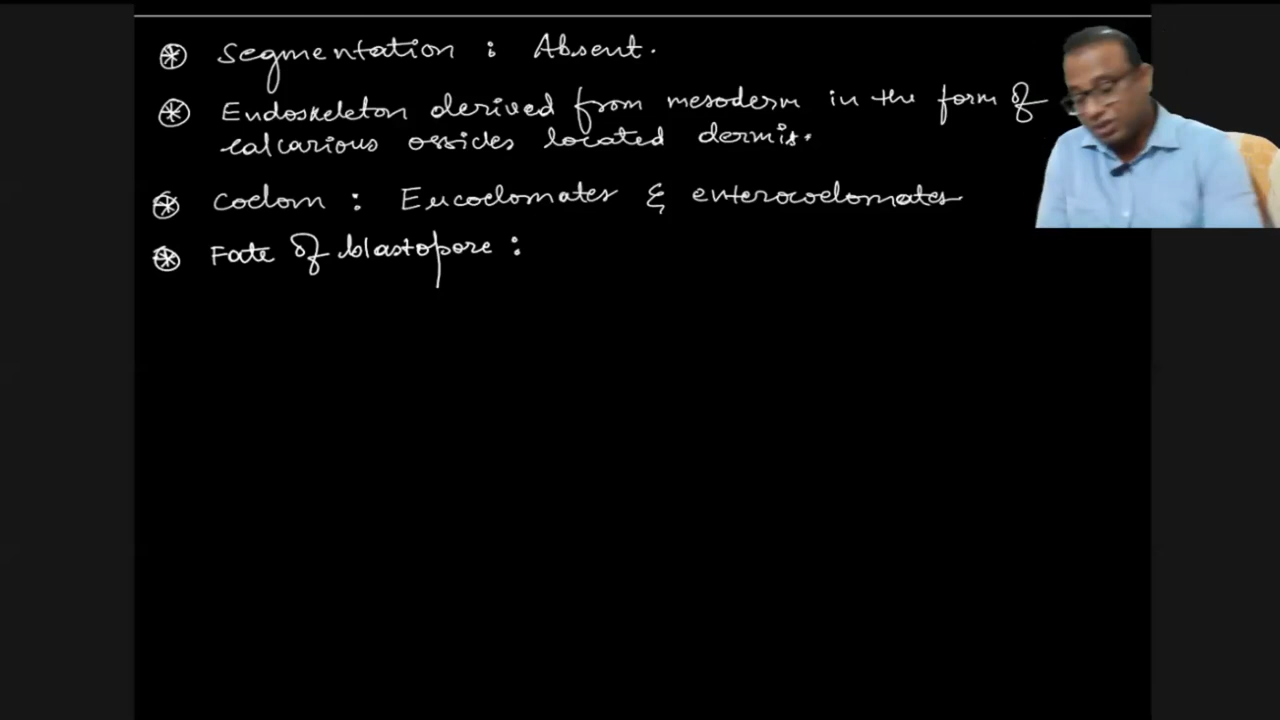 ⊛ Segmentation : Absent.
⊛ Endoskeleton derived from mesoderm in the form of
calcarious ossicles located dermis.
⊛ Coelom : Eucoelomates & enterocoelomates
⊛ Fate of blastopore :